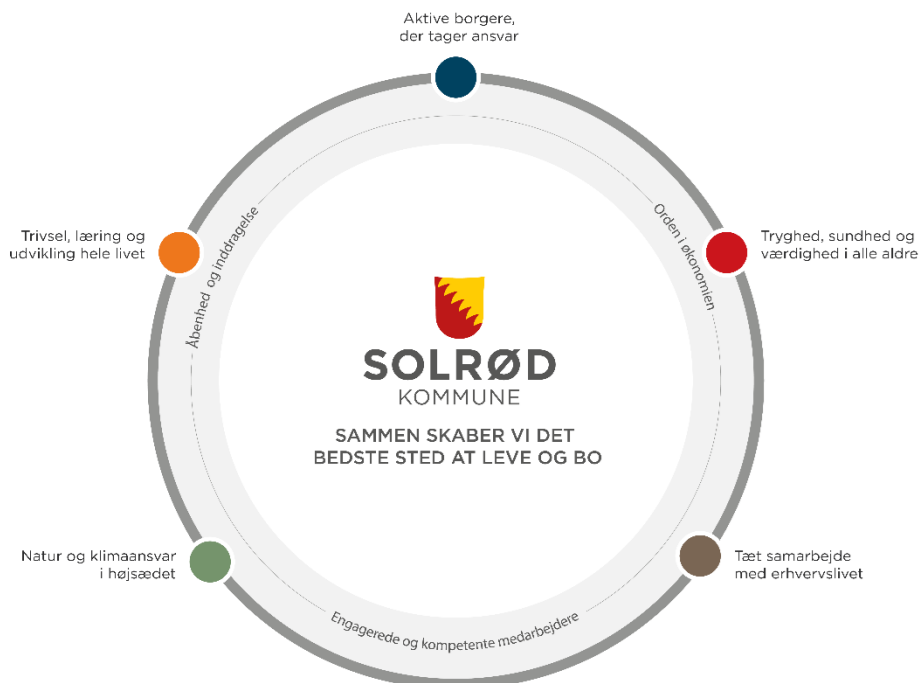 Aktive borgere,
der tager ansvar
Trivsel, læring og
udvikling hele livet
Åbenhed og inddragelse
Orden i økonomien
Tryghed, sundhed og
værdighed i alle aldre
SOLRØD
KOMMUNE
SAMMEN SKABER VI DET
BEDSTE STED AT LEVE OG BO
Natur og klimaansvar
i højsædet
Tæt samarbejde
med erhvervslivet
Engagerede og kompetente medarbejdere